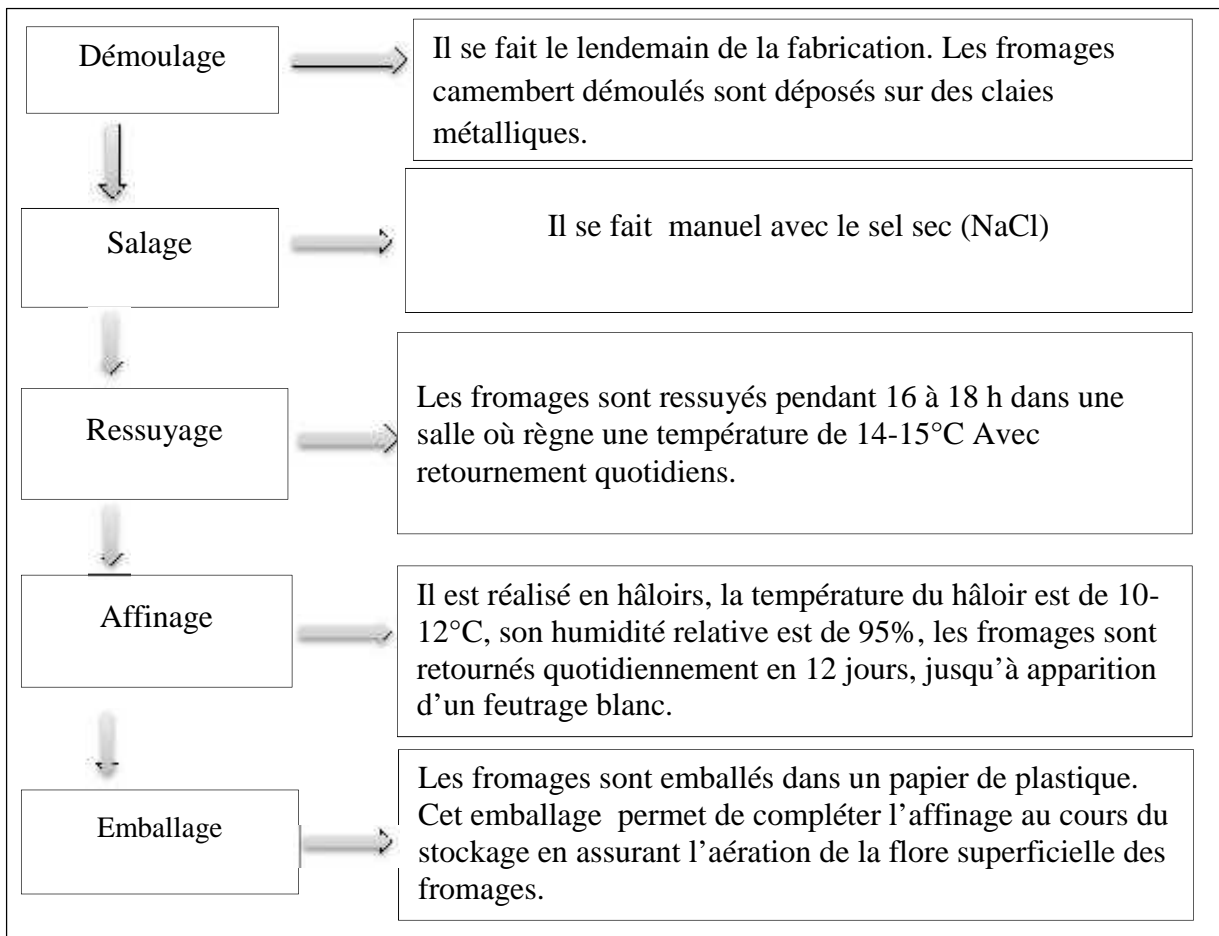 Démoulage
Il se fait le lendemain de la fabrication. Les fromages
camembert démoulés sont déposés sur des claies
métalliques.
Salage
Il se fait  manuel avec le sel sec (NaCl)
Ressuyage
Les fromages sont ressuyés pendant 16 à 18 h dans une
salle où règne une température de 14-15°C Avec
retournement quotidiens.
Affinage
Il est réalisé en hâloirs, la température du hâloir est de 10-
12°C, son humidité relative est de 95%, les fromages sont
retournés quotidiennement en 12 jours, jusqu’à apparition
d’un feutrage blanc.
Emballage
Les fromages sont emballés dans un papier de plastique.
Cet emballage  permet de compléter l’affinage au cours du
stockage en assurant l’aération de la flore superficielle des
fromages.